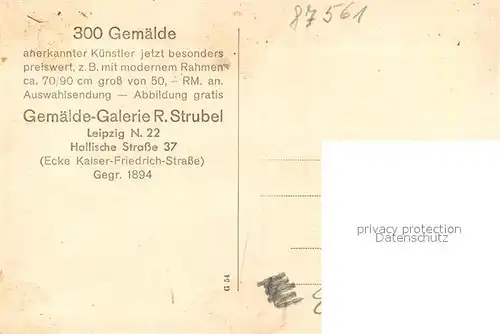 87561
300 Gemälde
anerkannter Künstler jetzt besonders
preiswert, z. B. mit modernem Rahmen
ca. 70/90 cm groß von 50,– RM. an.
Auswahlsendung — Abbildung gratis
Gemälde-Galerie R. Strubel
Leipzig N. 22
Hallische Straße 37
(Ecke Kaiser-Friedrich-Straße)
Gegr. 1894
G 54
privacy protection
Datenschutz